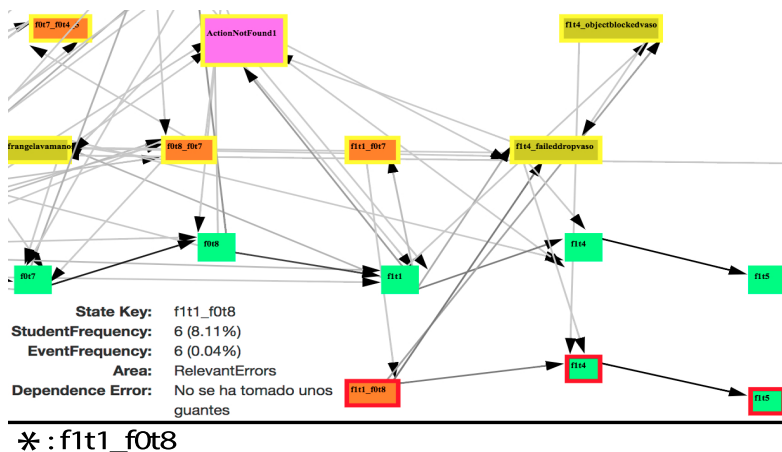 f0t7_f0t4_5
ActionNotFound1
f1t4_objectblockedvaso
frangelavamano
f0t8_f0t7
f1t1_f0t7
f1t4_faileddropvaso
f0t7
f0t8
f1t1
f1t4
f1t5
State Key: f1t1_f0t8
StudentFrequency: 6 (8.11%)
EventFrequency: 6 (0.04%)
Area: RelevantErrors
Dependence Error: No se ha tomado unos
guantes
f1t1_f0t8
f1t4
f1t5
* : f1t1_f0t8